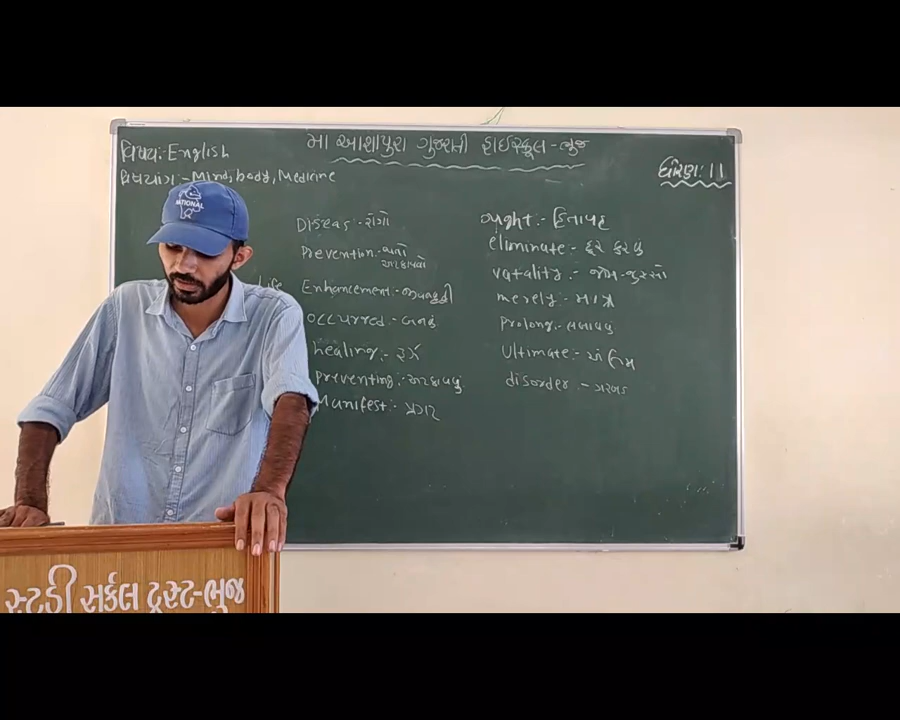 મા આશાપુરા ગુજરાતી હાઈસ્કૂલ-ભુજ
વિષય:-English
ધોરણ:11
વિષયાંગ:-Mind, body, Medicine
NATIONAL
Diseas:-રોગો
Prevention:-થતો અટકાવવો
Life Enhancement:-
Occurred:-બનવું
healing:-રૂઝ
Preventing:-અટકાવવું
Manifest:-પ્રગટ
ought:-
eliminate:-દૂર કરવું
vatality:-જોમ-જુસ્સો
merely:-માત્ર
Prolong:-લંબાવવું
Ultimate:-અંતિમ
disorder:-ગરબડ
સ્ટડી સર્કલ ટ્રસ્ટ-ભુજ